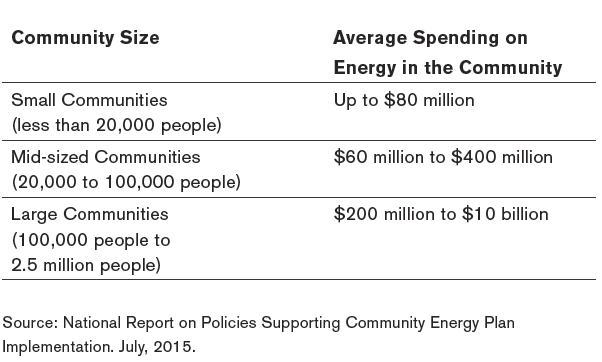 Community Size Average Spending on
Energy in the Community
Small Communities Up to $80 million
(less than 20,000 people)
Mid-sized Communities $60 million to $400 million
(20,000 to 100,000 people)
Large Communities $200 million to $10 billion
(100,000 people to
2.5 million people)
Source: National Report on Policies Supporting Community Energy Plan
Implementation. July, 2015.